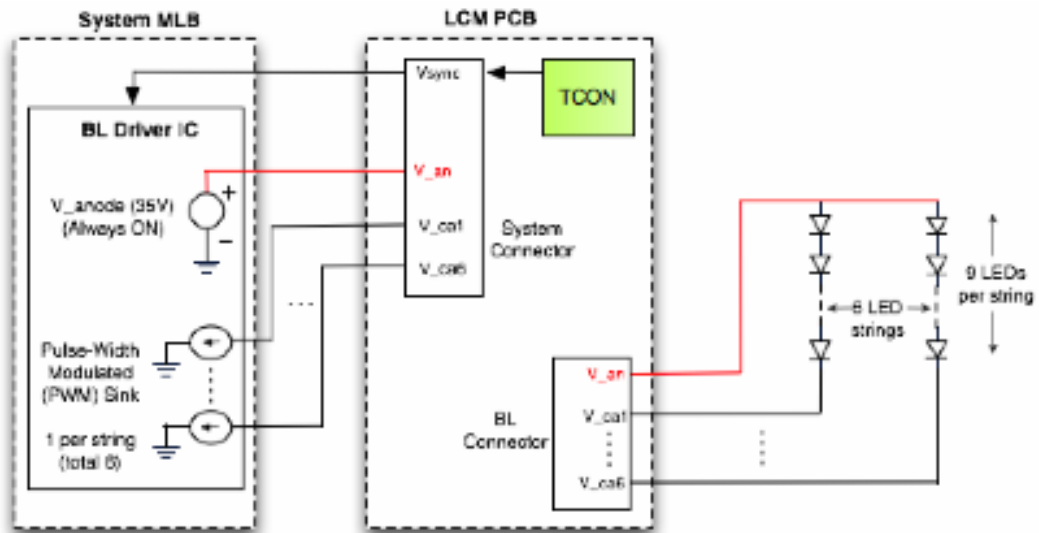 System MLB
LCM PCB
Vsync
TCON
BL Driver IC
V_an
V_anode (35V)
(Always ON)
+
−
V_ca1
System
Connector
V_ca6
...
9 LEDs
per string
6 LED
strings
Pulse-Width
Modulated
(PWM) Sink
1 per string
(total 6)
V_an
V_ca1
BL
Connector
V_ca6